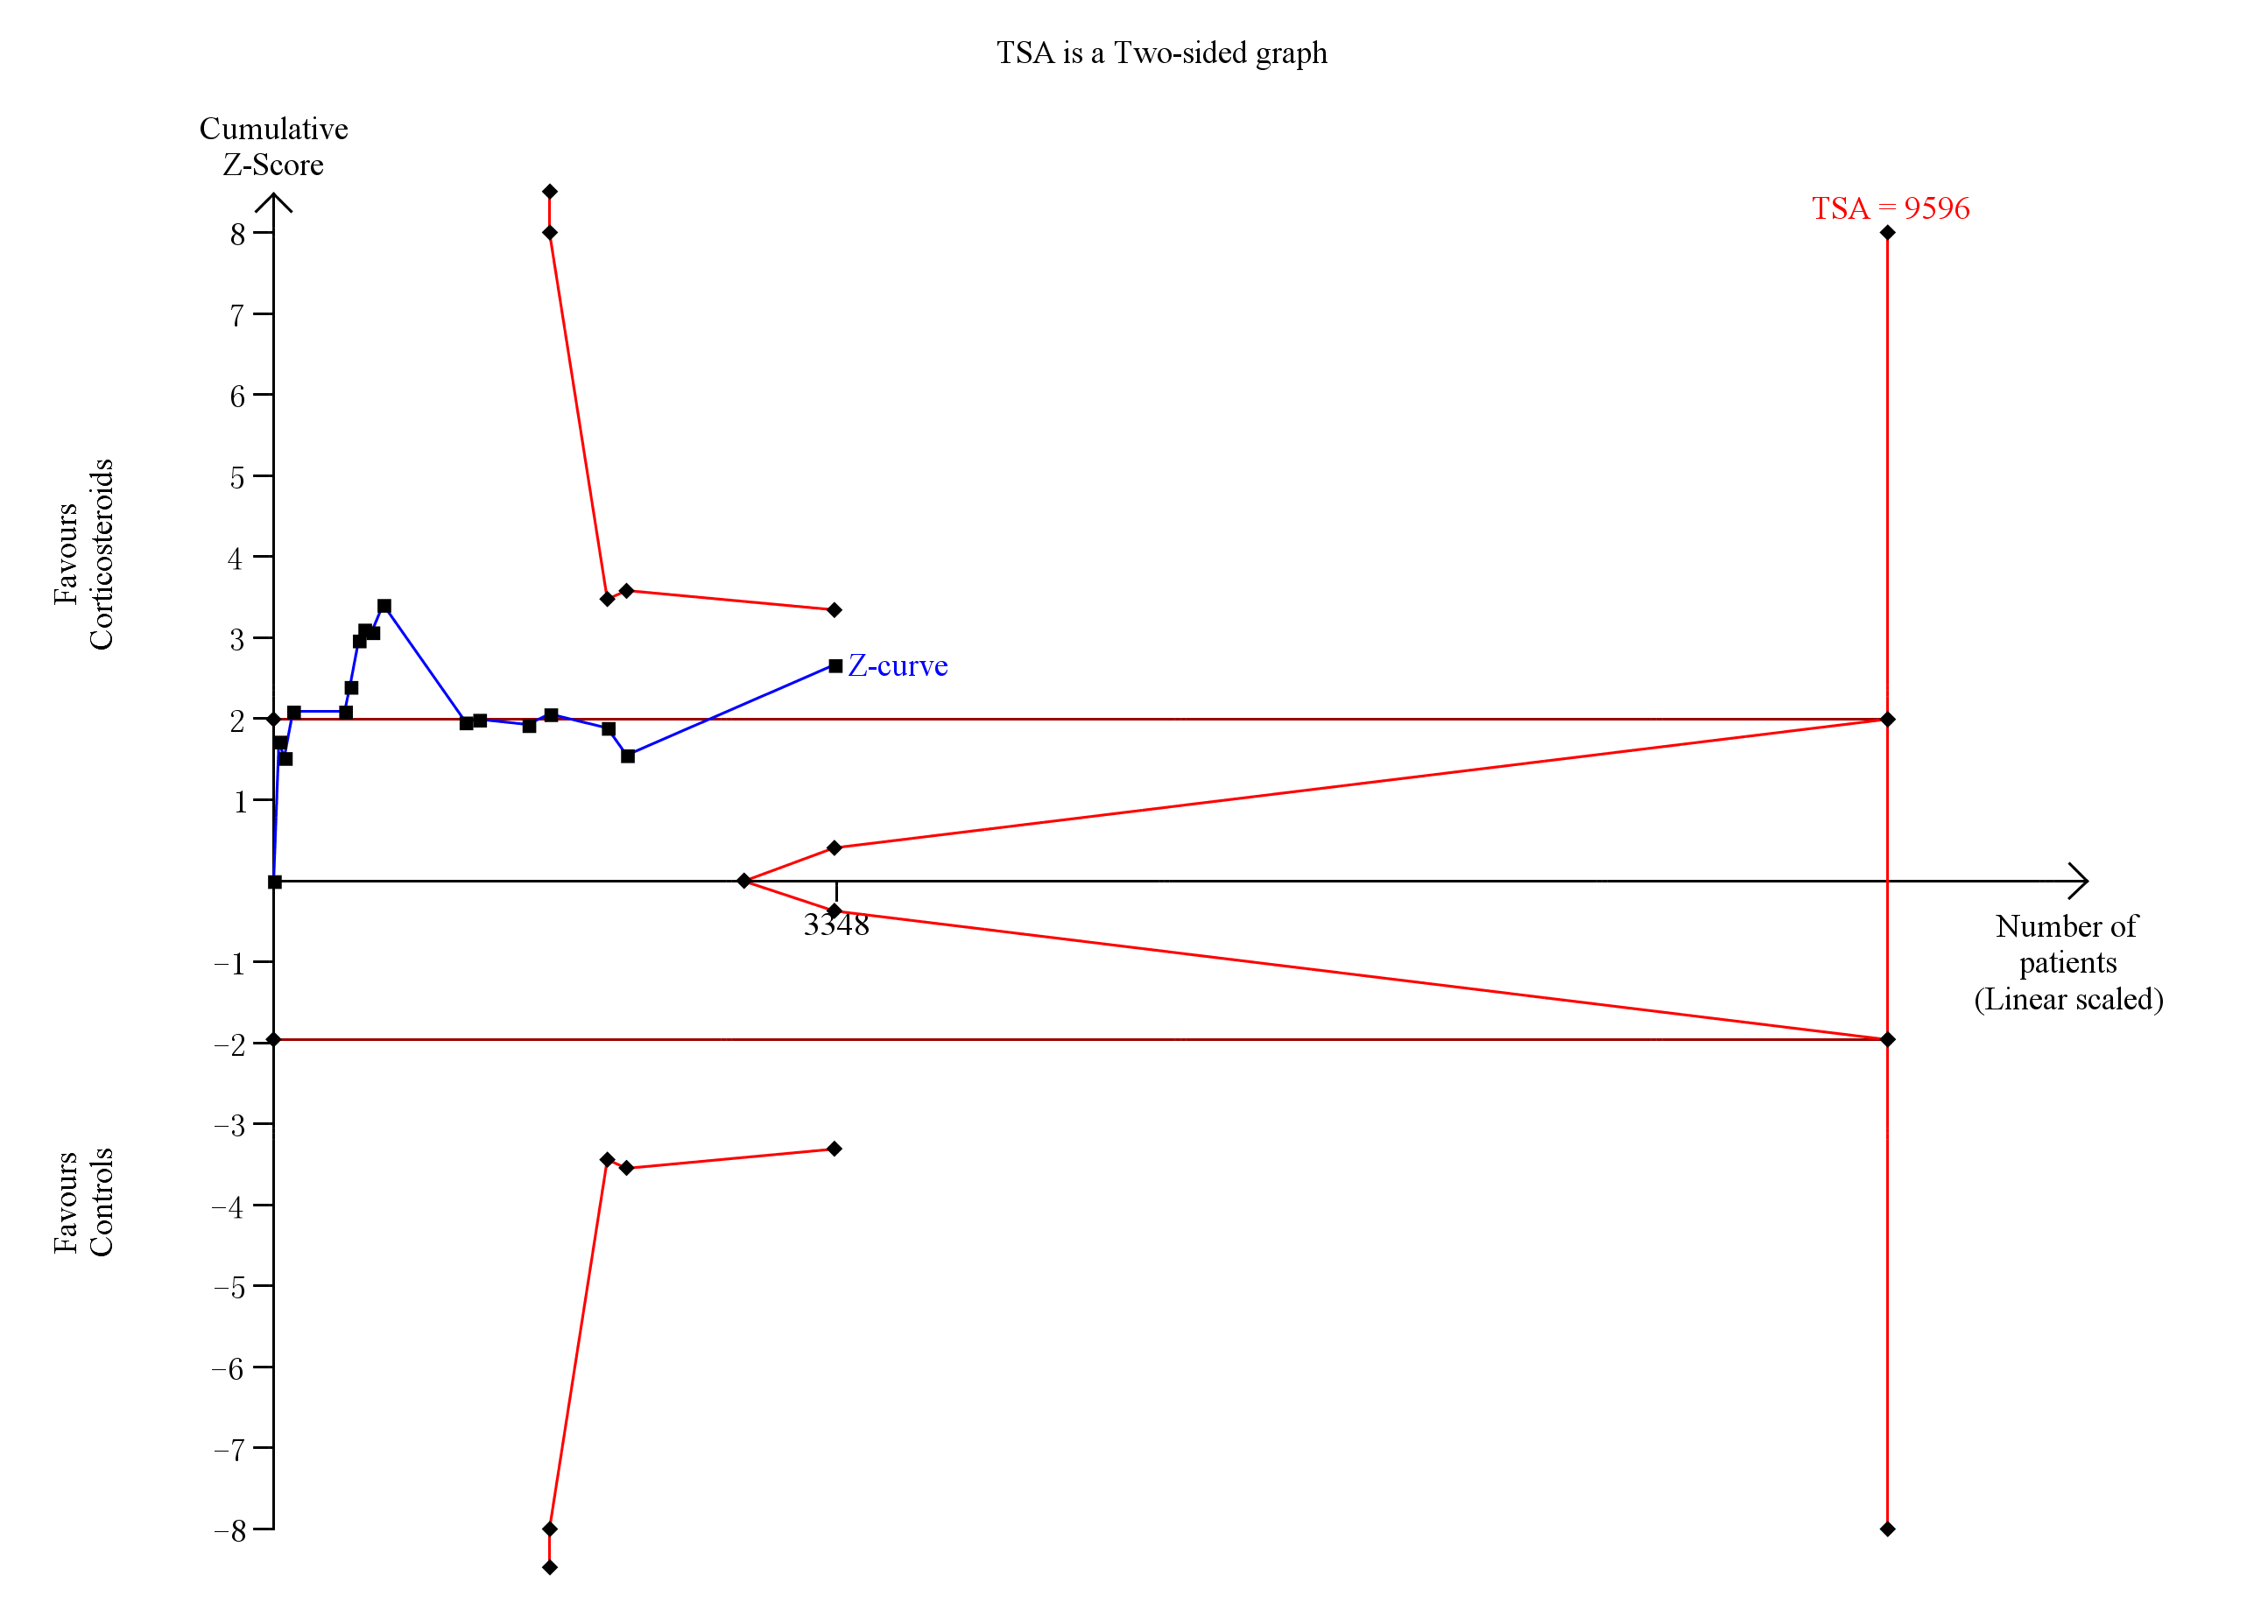 TSA is a Two-sided graph
Cumulative
Z-Score
TSA = 9596
8
7
6
5
4
3
2
1
−1
−2
−3
−4
−5
−6
−7
−8
Favours
Corticosteroids
Favours
Controls
Z-curve
3348
Number of
patients
(Linear scaled)